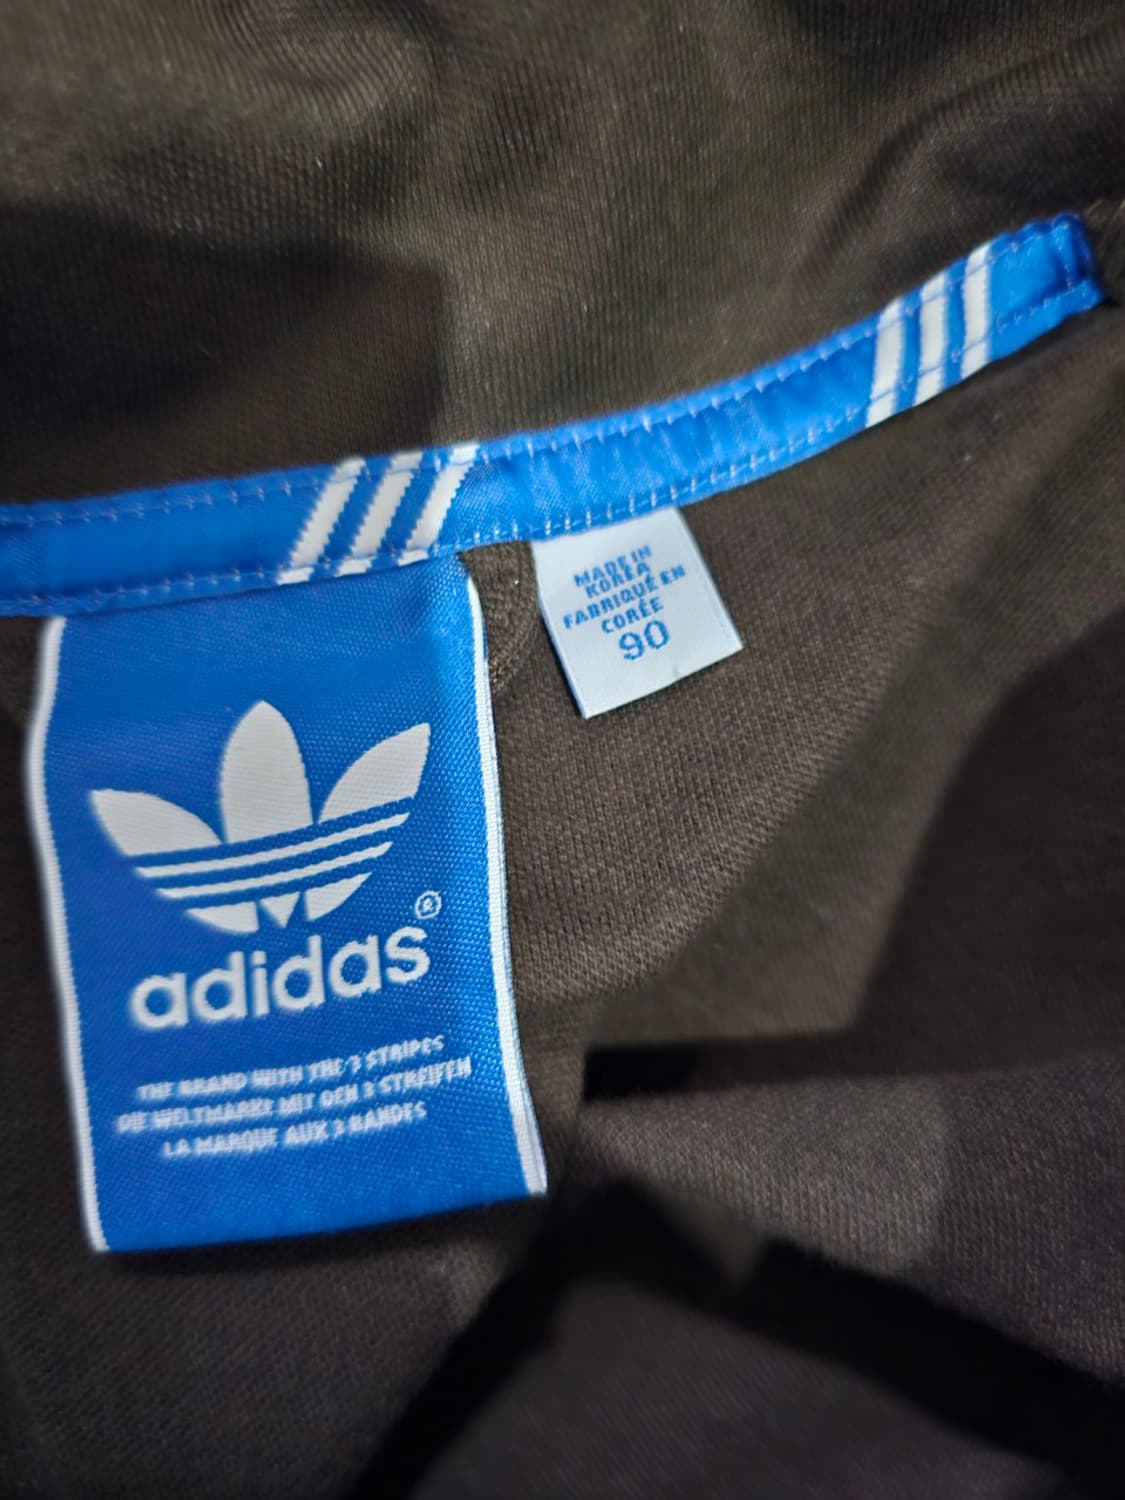 MADE IN
KOREA
FABRIQUÉ EN
CORÉE
90
adidas®
THE BRAND WITH THE 3 STRIPES
DIE WELTMARKE MIT DEN 3 STREIFEN
LA MARQUE AUX 3 BANDES